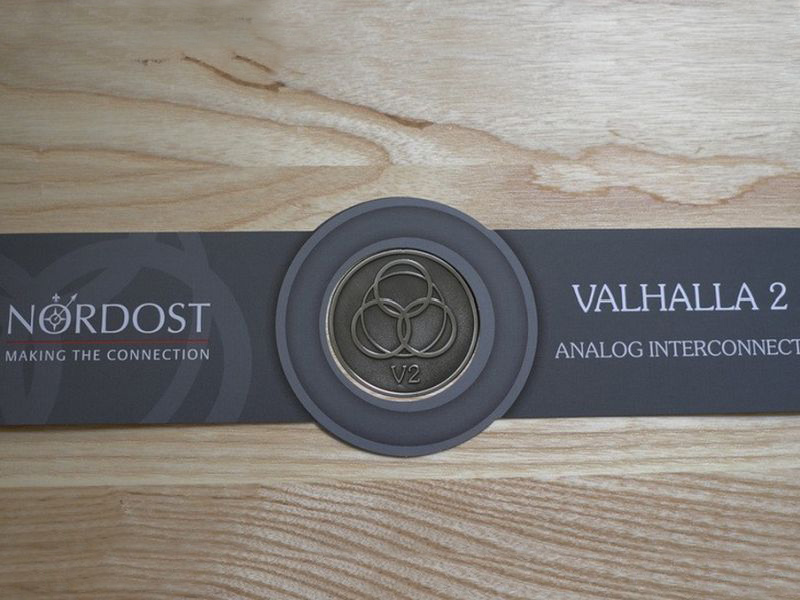 NORDOST
MAKING THE CONNECTION
V2
VALHALLA 2
ANALOG INTERCONNECT